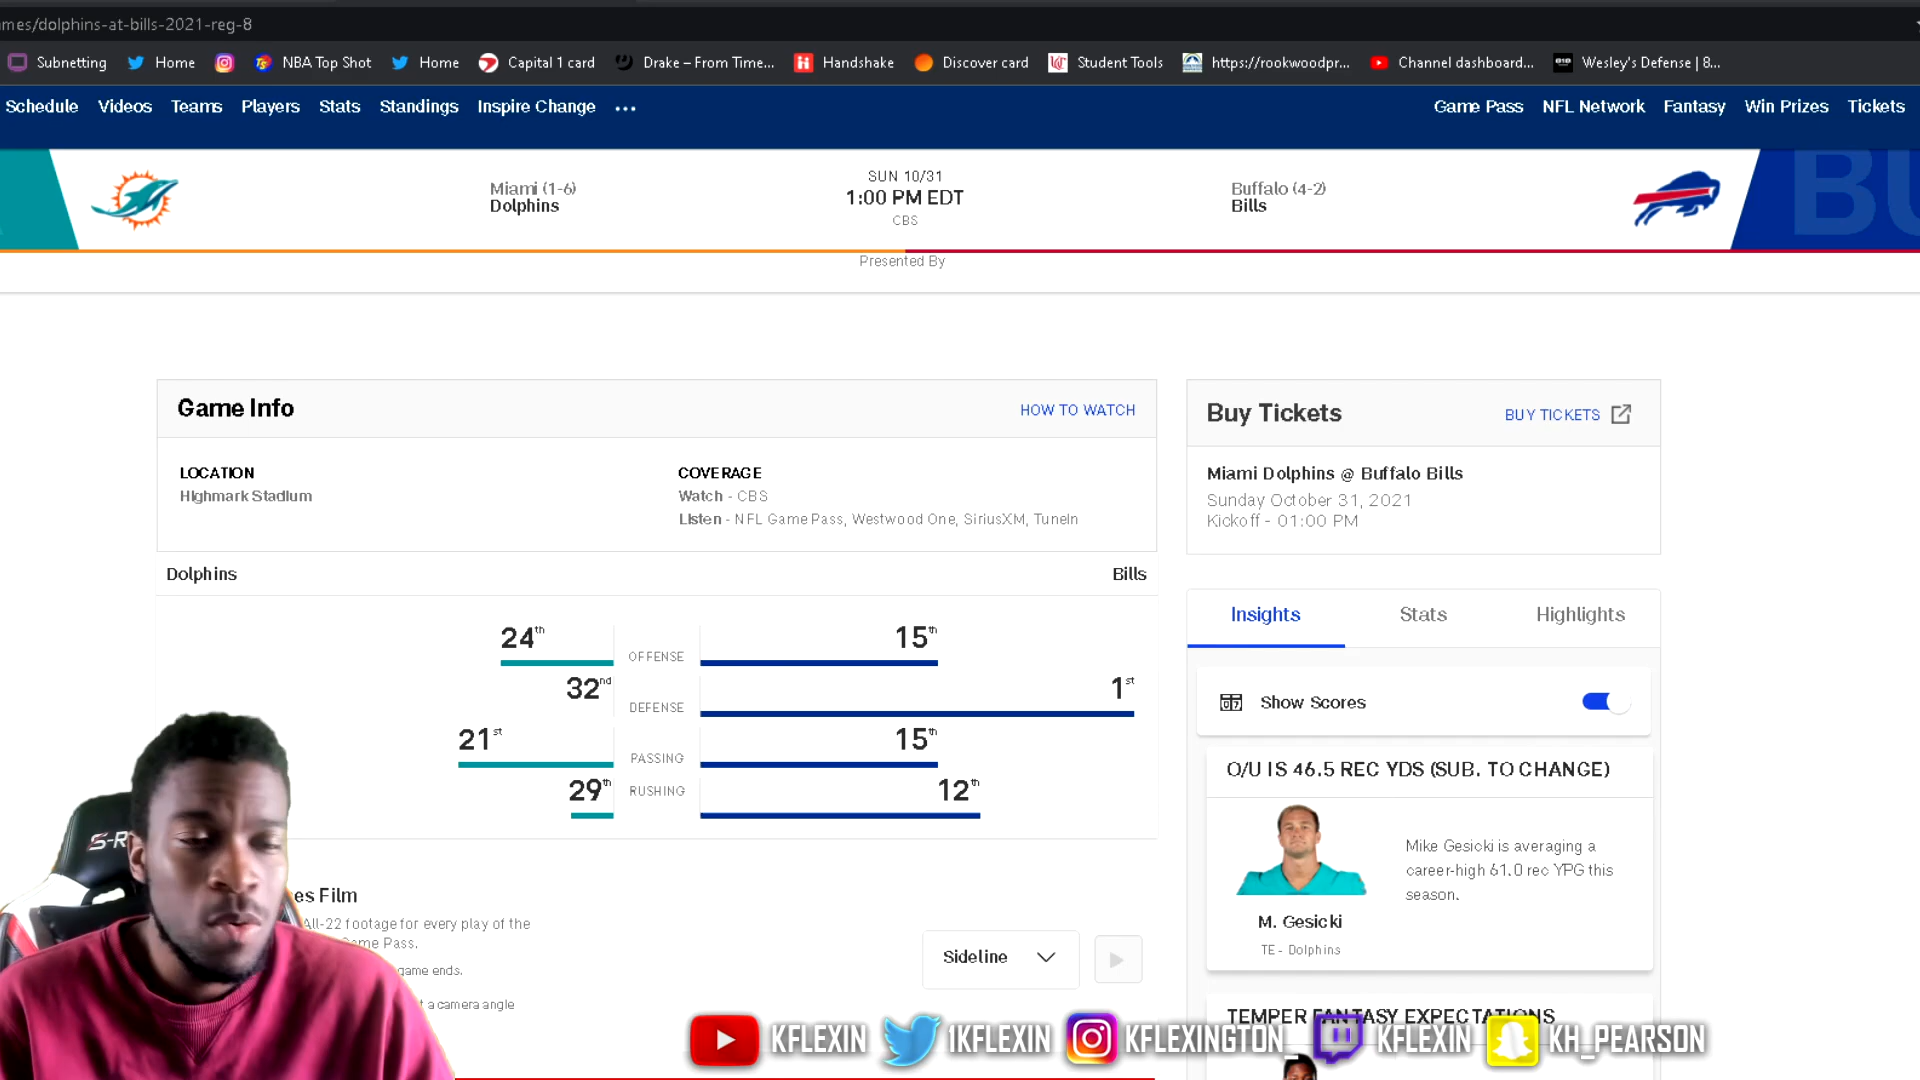 mes/dolphins-at-bills-2021-reg-8
Subnetting Home NBA Top Shot Home Capital 1 card Drake – From Time... Handshake Discover card Student Tools https://rookwoodpr... Channel dashboard... Wesley's Defense | 8...
Schedule Videos Teams Players Stats Standings Inspire Change ••• Game Pass NFL Network Fantasy Win Prizes Tickets
SUN 10/31
Miami (1-6) 1:00 PM EDT Buffalo (4-2)
Dolphins CBS Bills
BU
Presented By
Game Info HOW TO WATCH
LOCATION
Highmark Stadium
COVERAGE
Watch - CBS
Listen - NFL Game Pass, Westwood One, SiriusXM, TuneIn
Buy Tickets BUY TICKETS
Miami Dolphins @ Buffalo Bills
Sunday October 31, 2021
Kickoff - 01:00 PM
Dolphins Bills
24th OFFENSE 15th
32nd DEFENSE 1st
21st PASSING 15th
29th RUSHING 12th
Insights Stats Highlights
Show Scores
O/U IS 46.5 REC YDS (SUB. TO CHANGE)
Mike Gesicki is averaging a
career-high 61.0 rec YPG this
season.
M. Gesicki
TE - Dolphins
TEMPER FANTASY EXPECTATIONS
S-R
es Film
All-22 footage for every play of the
ame Pass.
game ends.
t a camera angle
Sideline
KFLEXIN 1KFLEXIN KFLEXINGTON_ KFLEXIN KH_PEARSON